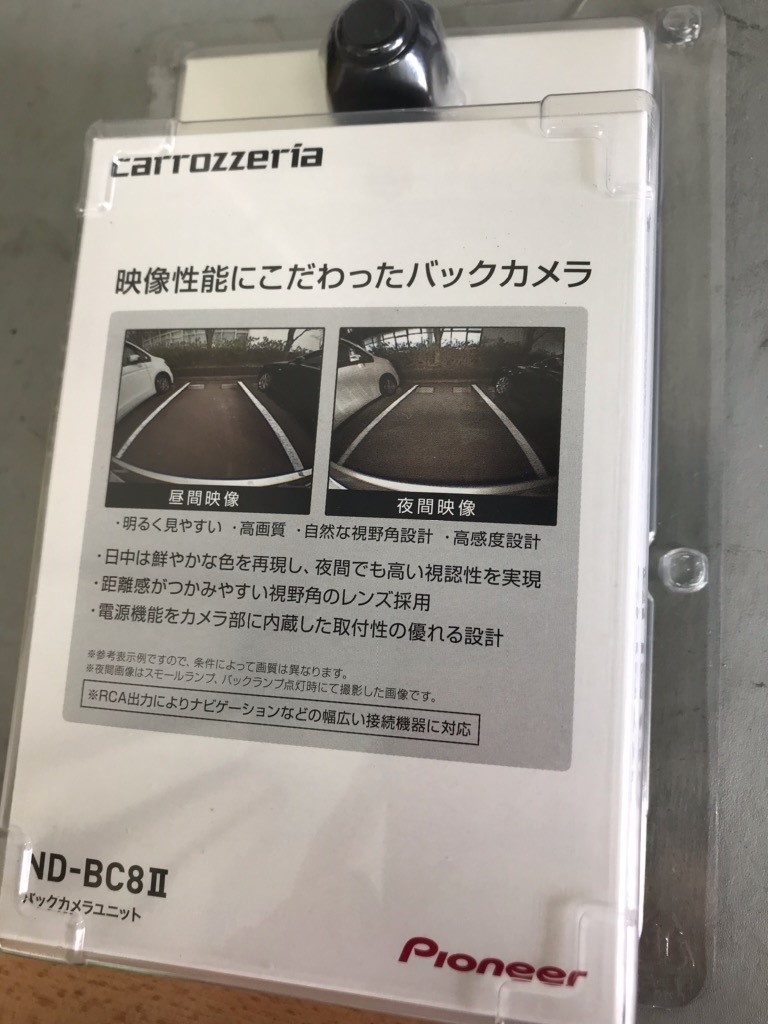 carrozzeria
映像性能にこだわったバックカメラ
昼間映像
夜間映像
・明るく見やすい ・高画質 ・自然な視野角設計 ・高感度設計
・日中は鮮やかな色を再現し、夜間でも高い視認性を実現
・距離感がつかみやすい視野角のレンズ採用
・電源機能をカメラ部に内蔵した取付性の優れる設計
※参考表示例ですので、条件によって画質は異なります。
※夜間画像はスモールランプ、バックランプ点灯時にて撮影した画像です。
※RCA出力によりナビゲーションなどの幅広い接続機器に対応
ND-BC8Ⅱ
バックカメラユニット
Pioneer